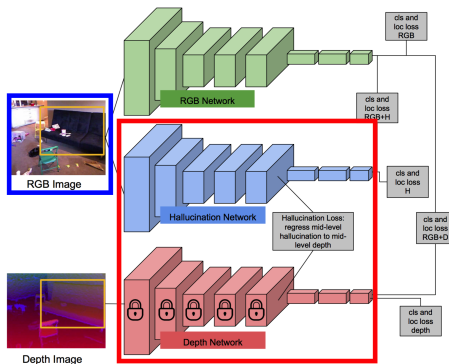 cls and
loc loss
RGB
RGB Network
cls and
loc loss
RGB+H
RGB Image
Hallucination Network
cls and
loc loss
H
Hallucination Loss:
regress mid-level
hallucination to mid-
level depth
cls and
loc loss
RGB+D
cls and
loc loss
depth
Depth Network
Depth Image